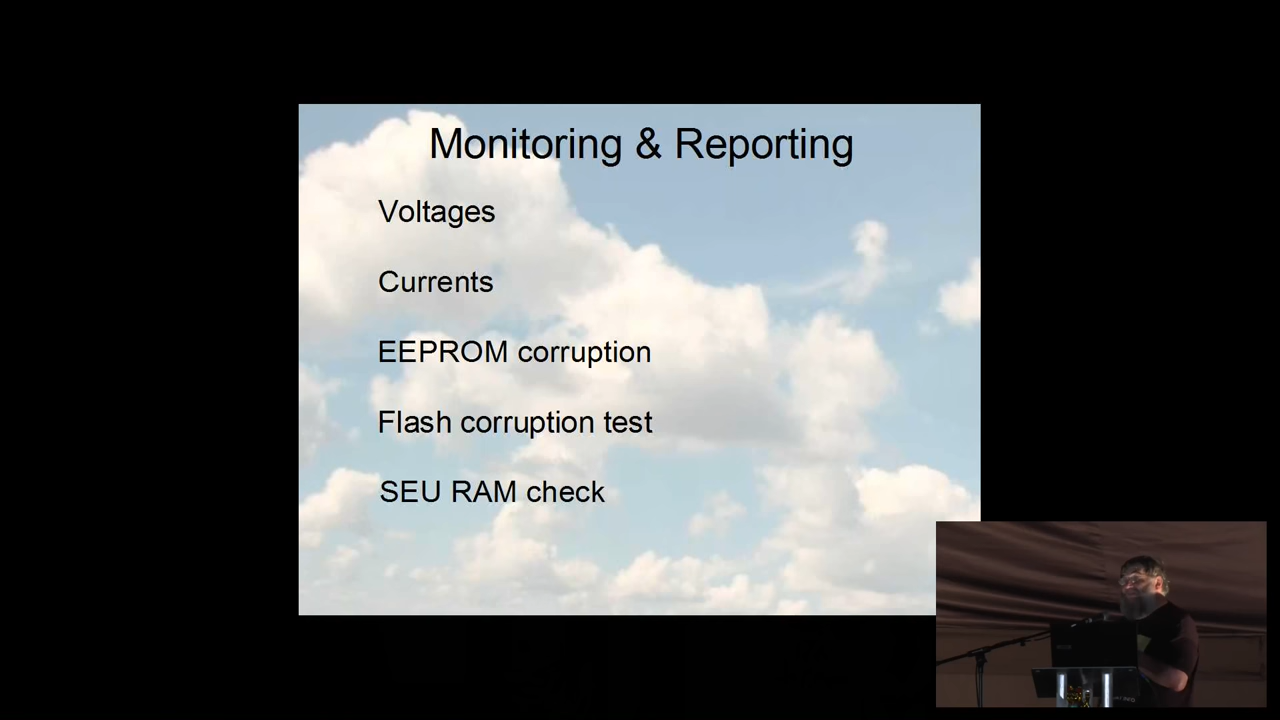 Monitoring & Reporting
Voltages
Currents
EEPROM corruption
Flash corruption test
SEU RAM check